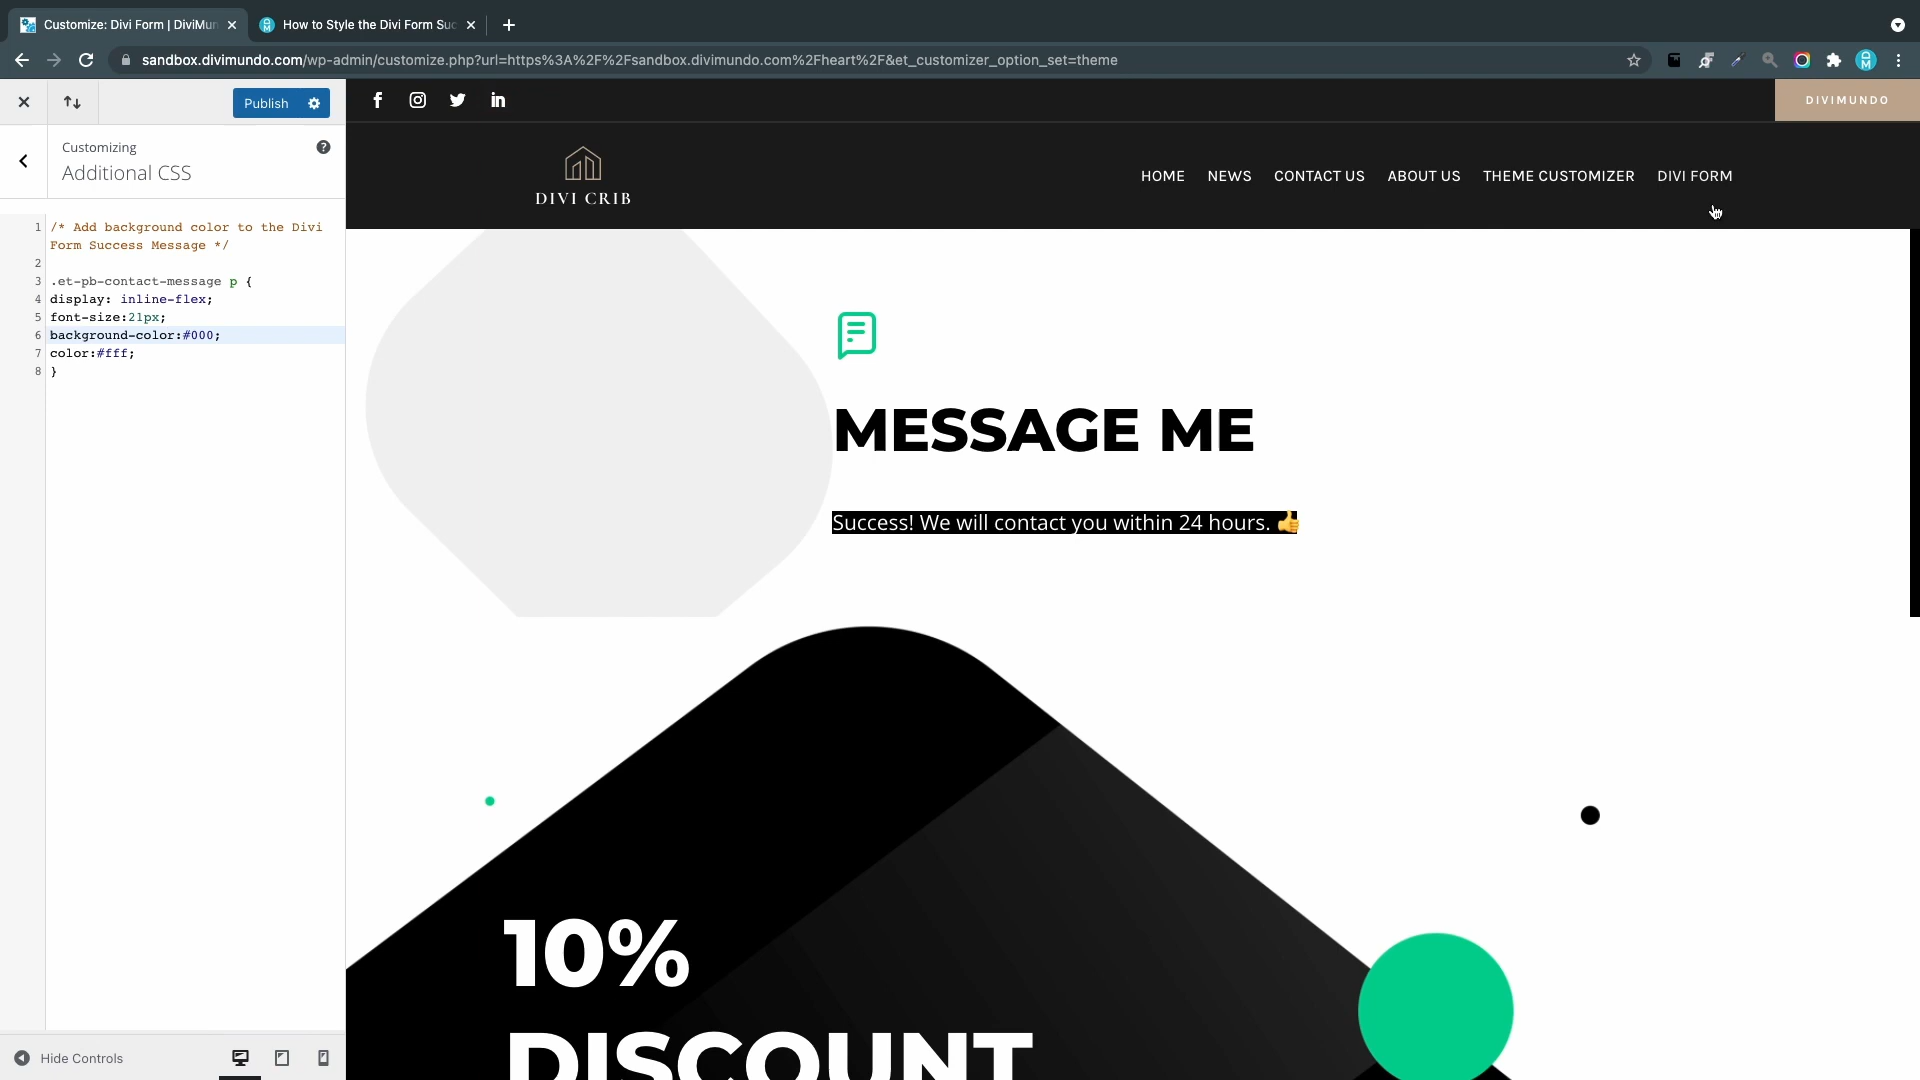 Customize: Divi Form | DiviMun
How to Style the Divi Form Suc
sandbox.divimundo.com/wp-admin/customize.php?url=https%3A%2F%2Fsandbox.divimundo.com%2Fheart%2F&et_customizer_option_set=theme
Publish
Customizing
Additional CSS
1 /* Add background color to the Divi
Form Success Message */
2
3 .et-pb-contact-message p {
4 display: inline-flex;
5 font-size:21px;
6 background-color:#000;
7 color:#fff;
8 }
Hide Controls
DIVIMUNDO
DIVI CRIB
HOME NEWS CONTACT US ABOUT US THEME CUSTOMIZER DIVI FORM
MESSAGE ME
Success! We will contact you within 24 hours. 👍
10%
DISCOUNT